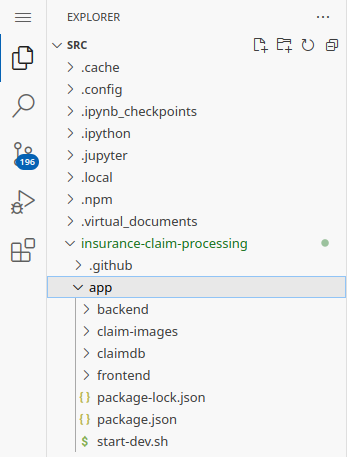 EXPLORER
SRC
.cache
.config
.ipynb_checkpoints
.ipython
.jupyter
.local
.npm
.virtual_documents
insurance-claim-processing
.github
app
backend
claim-images
claimdb
frontend
{ } package-lock.json
{ } package.json
$ start-dev.sh
196